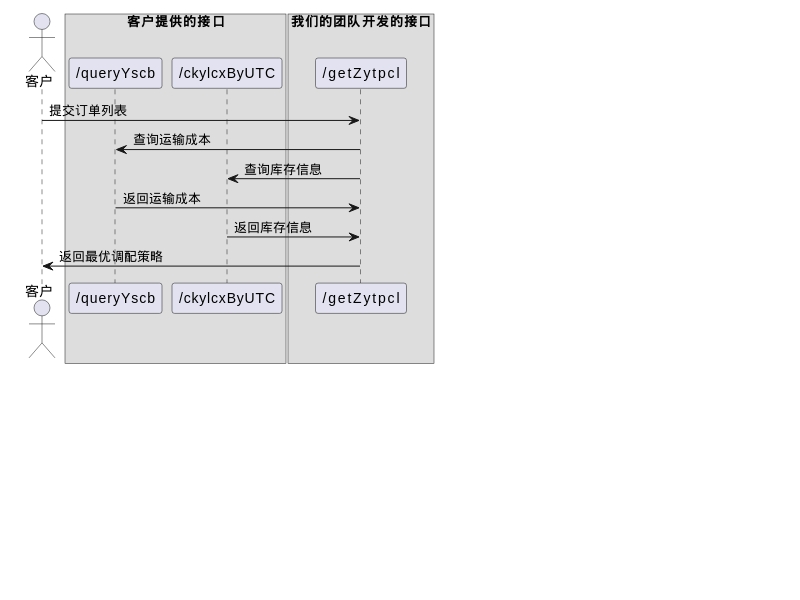 客户提供的接口
我们的团队开发的接口
客户
/queryYscb
/ckylcxByUTC
/getZytpcl
提交订单列表
查询运输成本
查询库存信息
返回运输成本
返回库存信息
返回最优调配策略
客户
/queryYscb
/ckylcxByUTC
/getZytpcl